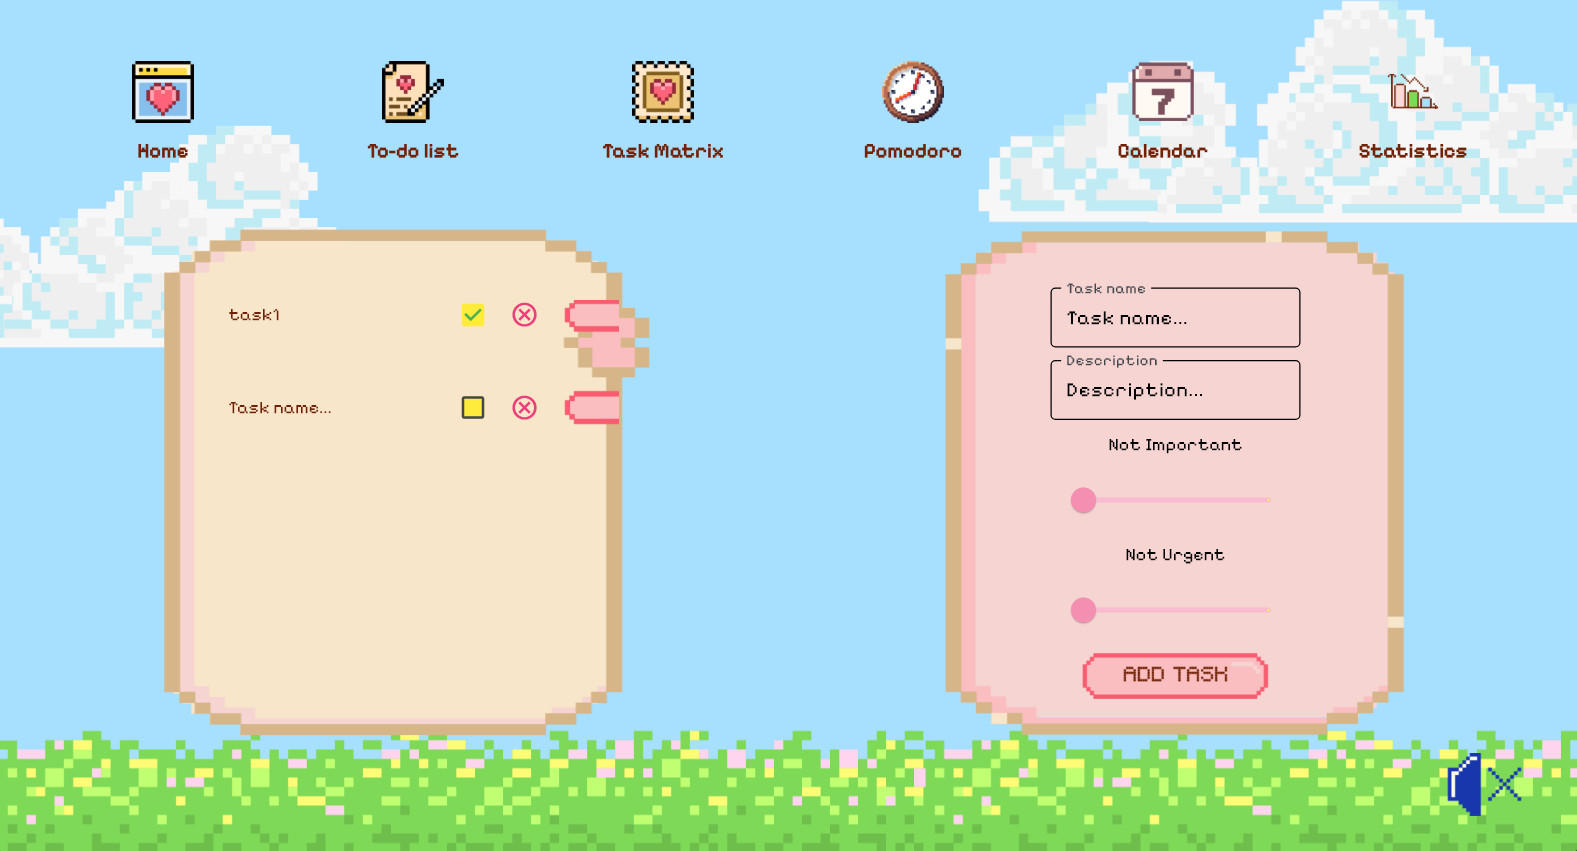 Home
To-do list
Task Matrix
7
Pomodoro
Calendar
Statistics
task1
Task name...
Task name
Task name...
Description
Description...
Not Important
Not Urgent
ADD TASK